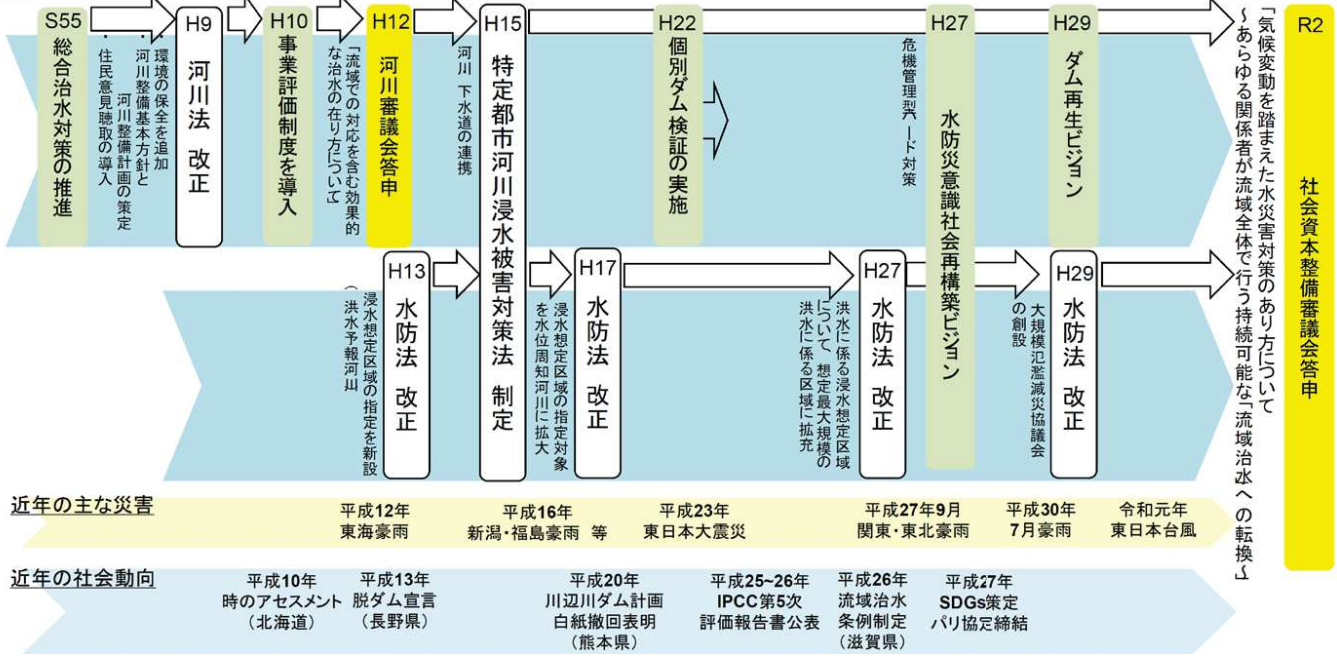 S55
総合治水対策の推進
・環境の保全を追加
・河川整備基本方針と
河川整備計画の策定
・住民意見聴取の導入
H9
河川法 改正
H10
事業評価制度を導入
「流域での対応を含む効果的
な治水の在り方について」
H12
河川審議会答申
河川 下水道の連携
H15
特定都市河川浸水被害対策法 制定
H22
個別ダム検証の実施
危機管理型ハード対策
H27
水防災意識社会再構築ビジョン
H29
ダム再生ビジョン
浸水想定区域の指定を新設
(洪水予報河川
H13
水防法 改正
浸水想定区域の指定対象
を水位周知河川に拡大
H17
水防法 改正
洪水に係る浸水想定区域
について 想定最大規模の
洪水に係る区域に拡充
H27
水防法 改正
大規模氾濫減災協議会
の創設
H29
水防法 改正
「気候変動を踏まえた水災害対策のあり方について
~あらゆる関係者が流域全体で行う持続可能な「流域治水」への転換~」
R2
社会資本整備審議会答申
近年の主な災害
平成12年
東海豪雨
平成16年
新潟・福島豪雨 等
平成23年
東日本大震災
平成27年9月
関東・東北豪雨
平成30年
7月豪雨
令和元年
東日本台風
近年の社会動向
平成10年
時のアセスメント
(北海道)
平成13年
脱ダム宣言
(長野県)
平成20年
川辺川ダム計画
白紙撤回表明
(熊本県)
平成25~26年
IPCC第5次
評価報告書公表
平成26年
流域治水
条例制定
(滋賀県)
平成27年
SDGs策定
パリ協定締結